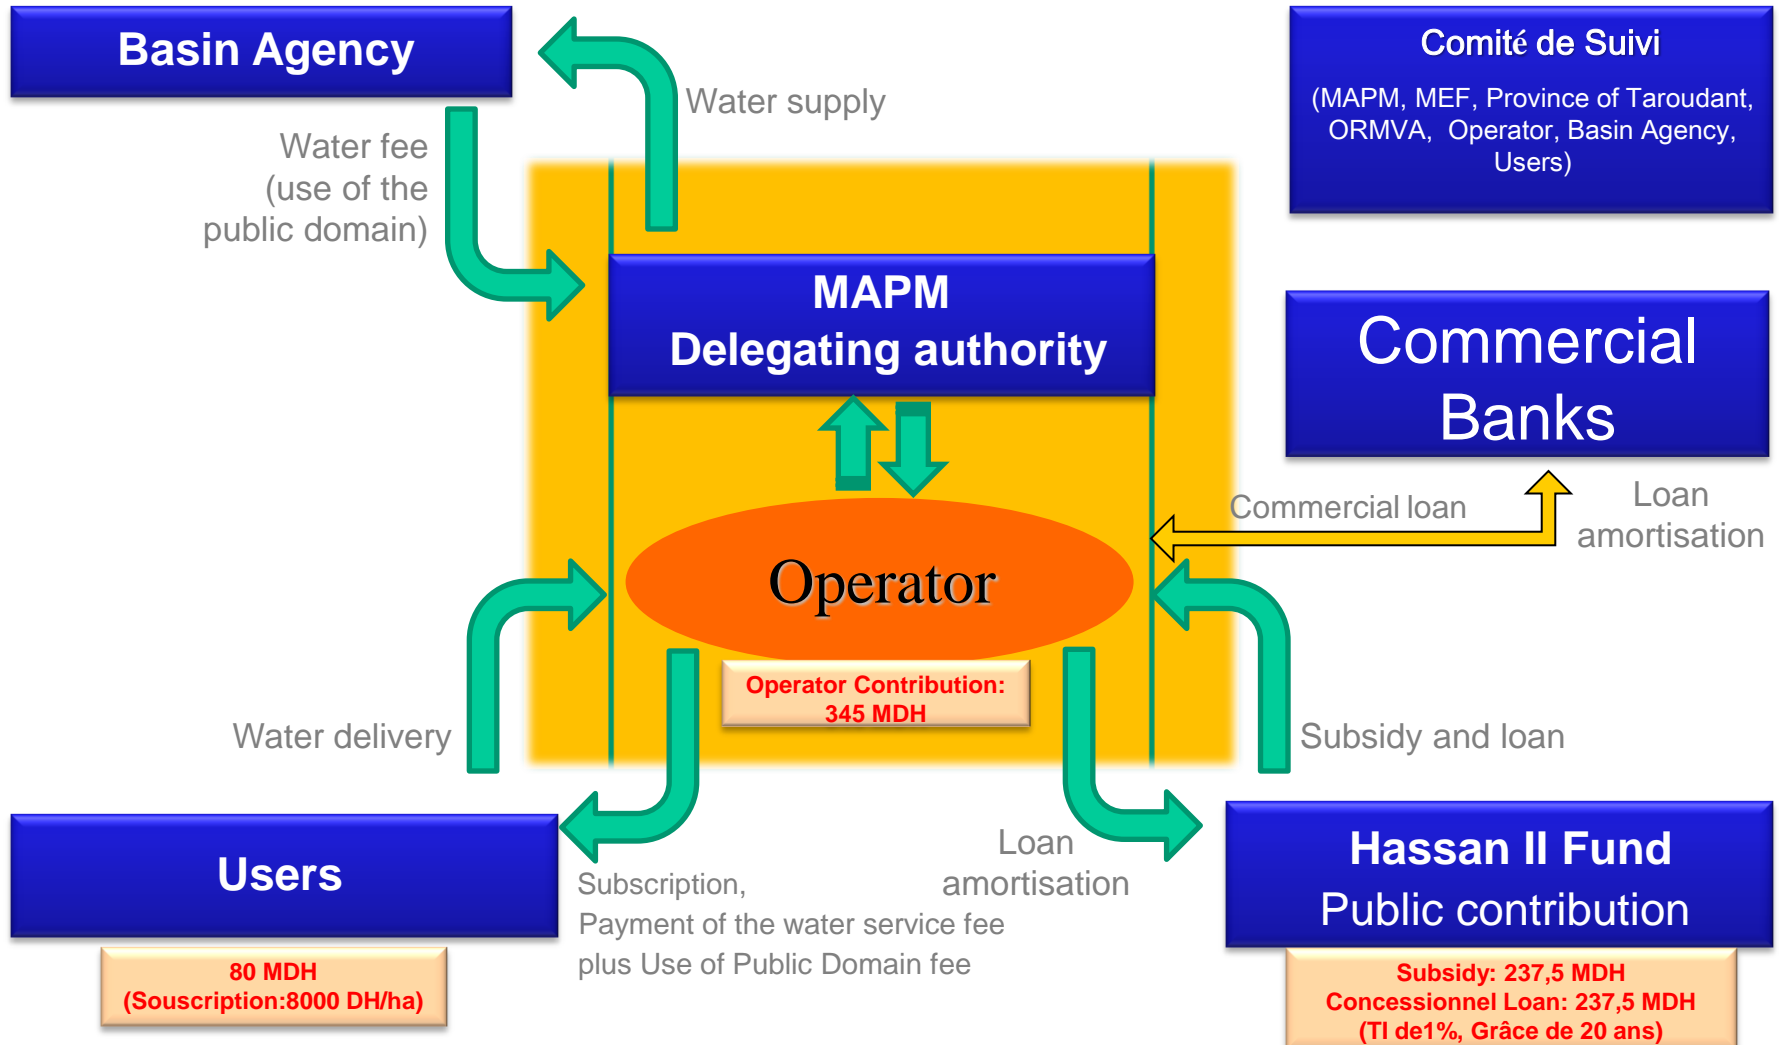 Basin Agency
Water supply
Water fee
(use of the
public domain)
Comité de Suivi
(MAPM, MEF, Province of Taroudant,
ORMVA, Operator, Basin Agency,
Users)
MAPM
Delegating authority
Commercial
Banks
Commercial loan
Loan
amortisation
Operator
Operator Contribution:
345 MDH
Water delivery
Subsidy and loan
Users
80 MDH
(Souscription:8000 DH/ha)
Subscription,
Payment of the water service fee
plus Use of Public Domain fee
Loan
amortisation
Hassan II Fund
Public contribution
Subsidy: 237,5 MDH
Concessionnel Loan: 237,5 MDH
(TI de1%, Grâce de 20 ans)